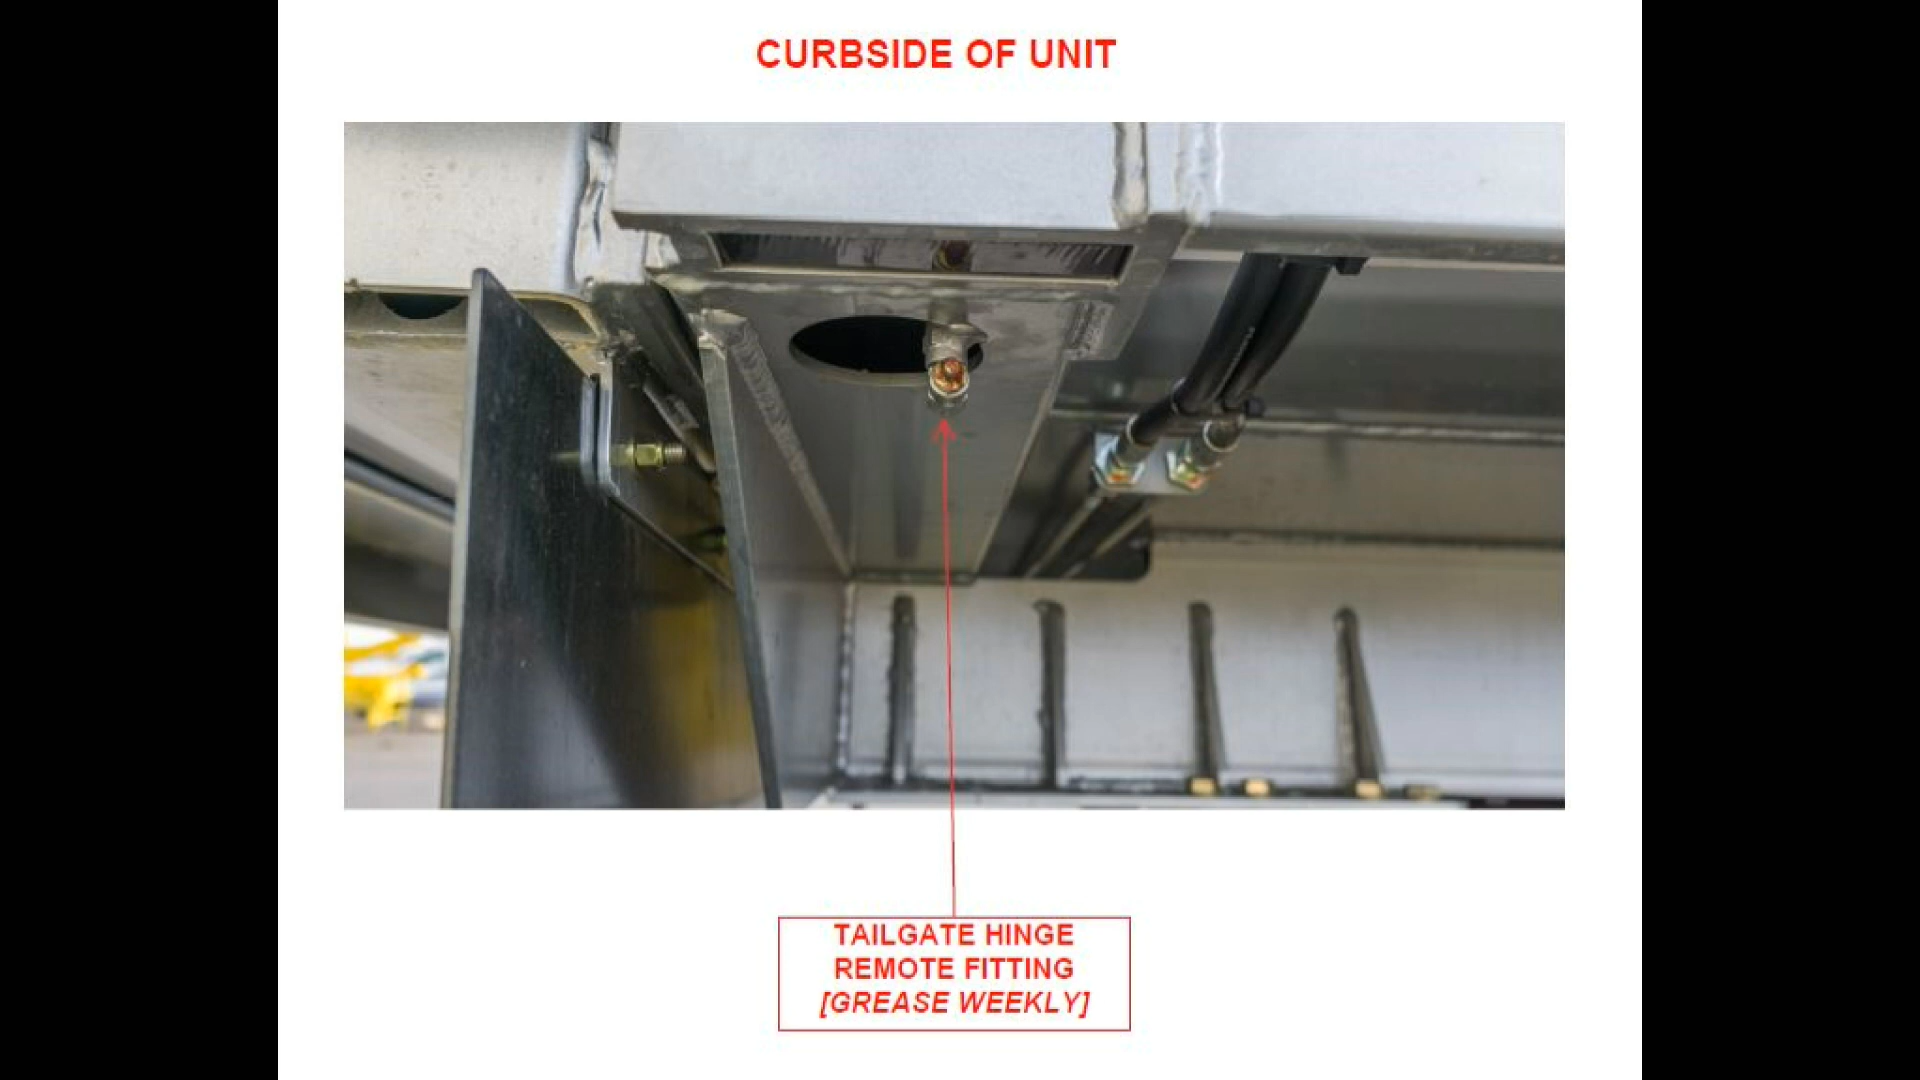 CURBSIDE OF UNIT
TAILGATE HINGE
REMOTE FITTING
[GREASE WEEKLY]